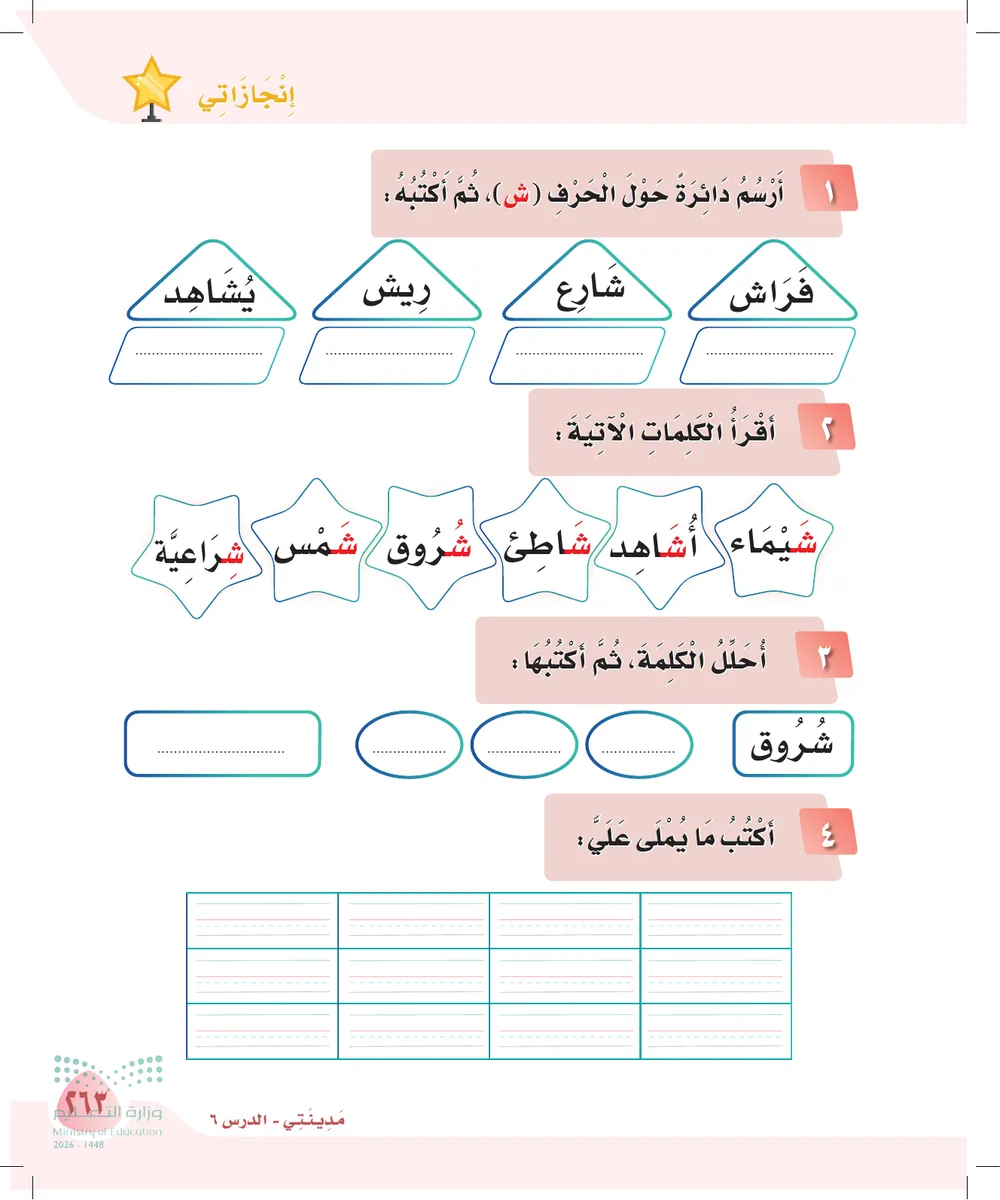 إِنْجَازَاتِي
١ أَرْسُمُ دَائِرَةً حَوْلَ الْحَرْفِ (ش)، ثُمَّ أَكْتُبُهُ :
فَرَاش شَارِع رِيش يُشَاهِد
٢ أَقْرَأُ الْكَلِمَاتِ الْآتِيَةَ :
شَيْمَاء أُشَاهِد شَاطِئ شُرُوق شَمْس شِرَاعِيَّة
٣ أُحَلِّلُ الْكَلِمَةَ، ثُمَّ أَكْتُبُهَا :
شُرُوق
٤ أَكْتُبُ مَا يُمْلَى عَلَيَّ :
مَدِينَتِي - الدرس ٦
٢٦٣
وزارة التعليم
Ministry of Education
2026 - 1448